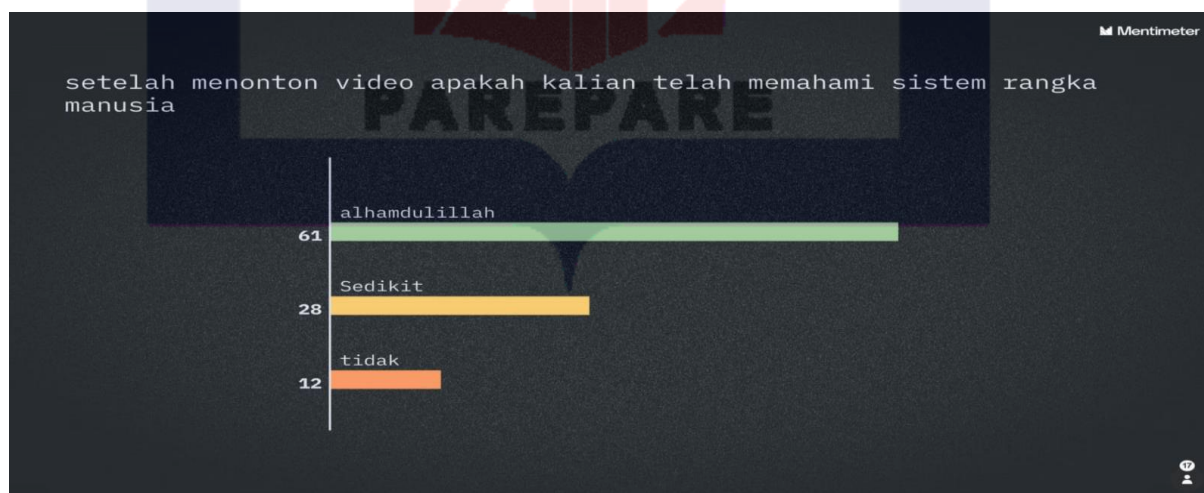 Mentimeter
setelah menonton video apakah kalian telah memahami sistem rangka
manusia
PAREPARE
alhamdulillah
61
Sedikit
28
tidak
12
17